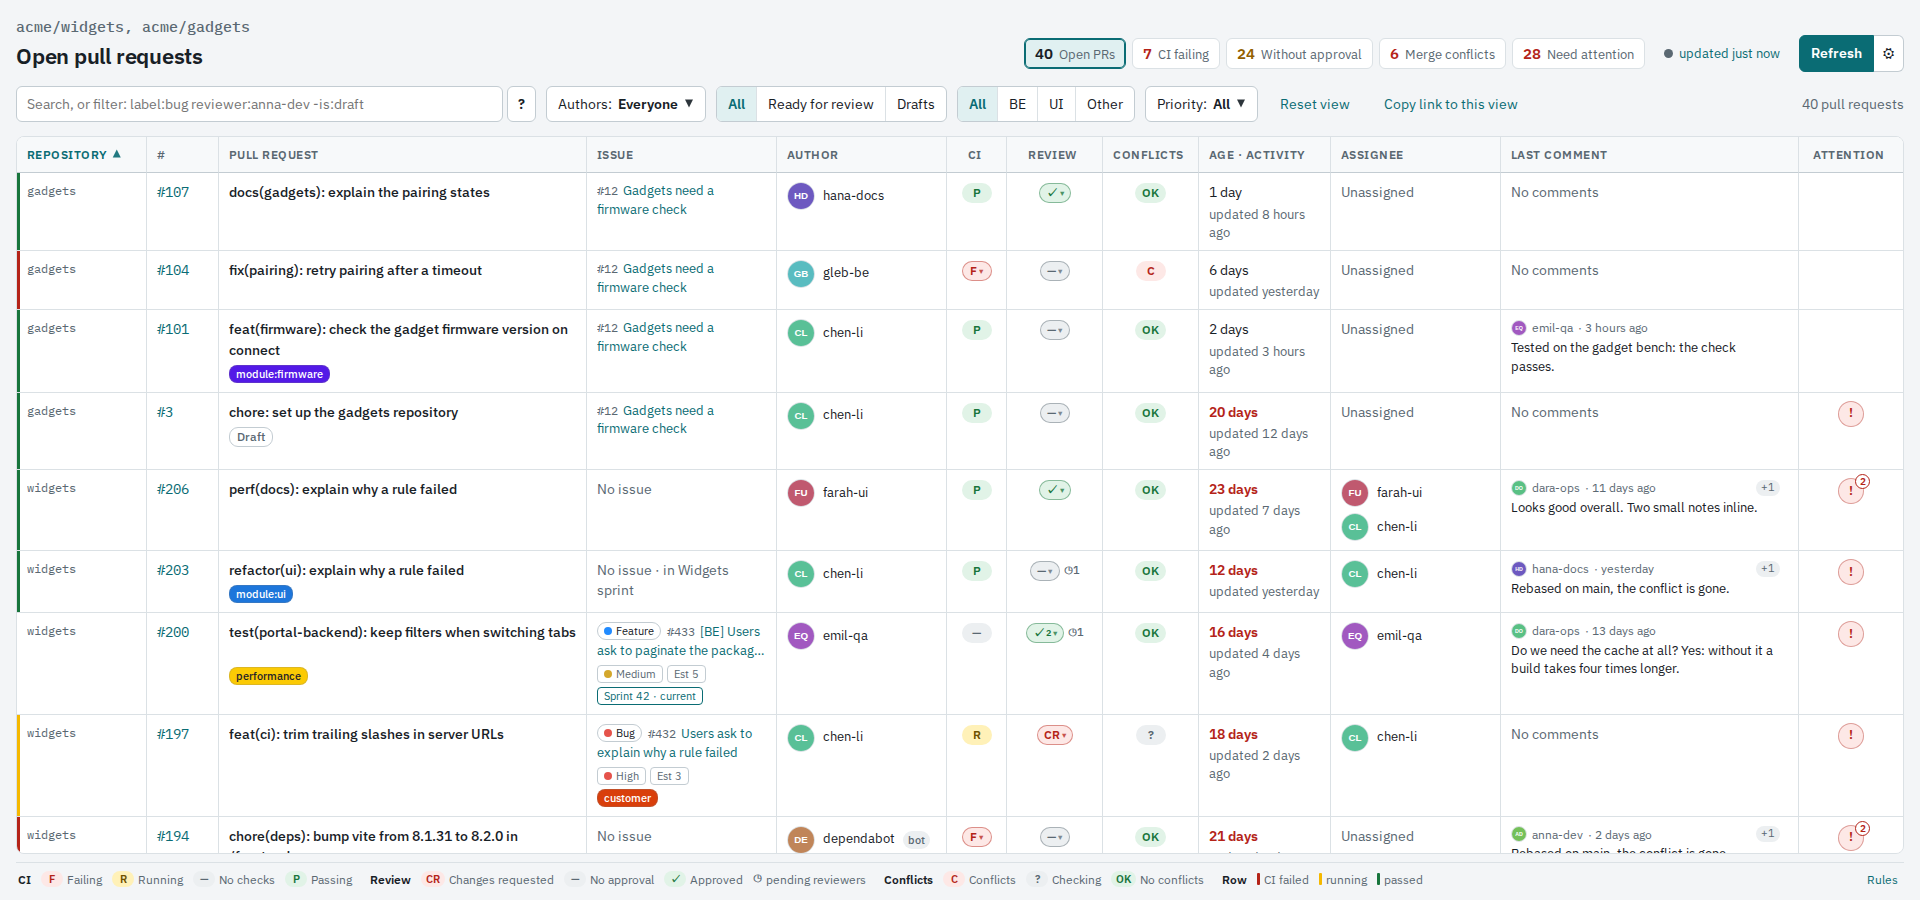 acme/widgets, acme/gadgets
Open pull requests
40 Open PRs 7 CI failing 24 Without approval 6 Merge conflicts 28 Need attention updated just now Refresh
Search, or filter: label:bug reviewer:anna-dev -is:draft ? Authors: Everyone ▼ All Ready for review Drafts All BE UI Other Priority: All ▼ Reset view Copy link to this view 40 pull requests
REPOSITORY ▲ # PULL REQUEST ISSUE AUTHOR CI REVIEW CONFLICTS AGE · ACTIVITY ASSIGNEE LAST COMMENT ATTENTION
gadgets #107 docs(gadgets): explain the pairing states #12 Gadgets need a HD hana-docs P ✓▾ OK 1 day Unassigned No comments
firmware check updated 8 hours
ago
gadgets #104 fix(pairing): retry pairing after a timeout #12 Gadgets need a GB gleb-be F▾ —▾ C 6 days Unassigned No comments
firmware check updated yesterday
gadgets #101 feat(firmware): check the gadget firmware version on #12 Gadgets need a CL chen-li P —▾ OK 2 days Unassigned EQ emil-qa · 3 hours ago
connect firmware check updated 3 hours Tested on the gadget bench: the check
module:firmware ago passes.
gadgets #3 chore: set up the gadgets repository #12 Gadgets need a CL chen-li P —▾ OK 20 days Unassigned No comments !
Draft firmware check updated 12 days
ago
widgets #206 perf(docs): explain why a rule failed No issue FU farah-ui P ✓▾ OK 23 days FU farah-ui DO dara-ops · 11 days ago +1 ! 2
updated 7 days Looks good overall. Two small notes inline.
ago CL chen-li
widgets #203 refactor(ui): explain why a rule failed No issue · in Widgets CL chen-li P —▾ ◷1 OK 12 days CL chen-li HD hana-docs · yesterday +1 !
module:ui sprint updated yesterday Rebased on main, the conflict is gone.
widgets #200 test(portal-backend): keep filters when switching tabs Feature #433 [BE] Users EQ emil-qa — ✓2▾ ◷1 OK 16 days EQ emil-qa DO dara-ops · 13 days ago !
ask to paginate the packag… updated 4 days Do we need the cache at all? Yes: without it a
performance Medium Est 5 ago build takes four times longer.
Sprint 42 · current
widgets #197 feat(ci): trim trailing slashes in server URLs Bug #432 Users ask to CL chen-li R CR▾ ? 18 days CL chen-li No comments !
explain why a rule failed updated 2 days
High Est 3 ago
customer
widgets #194 chore(deps): bump vite from 8.1.31 to 8.2.0 in No issue DE dependabot bot F▾ —▾ OK 21 days Unassigned AD anna-dev · 2 days ago +1 ! 2
Rebased on main, the conflict is gone.
CI F Failing R Running — No checks P Passing Review CR Changes requested — No approval ✓ Approved ◷ pending reviewers Conflicts C Conflicts ? Checking OK No conflicts Row CI failed running passed Rules